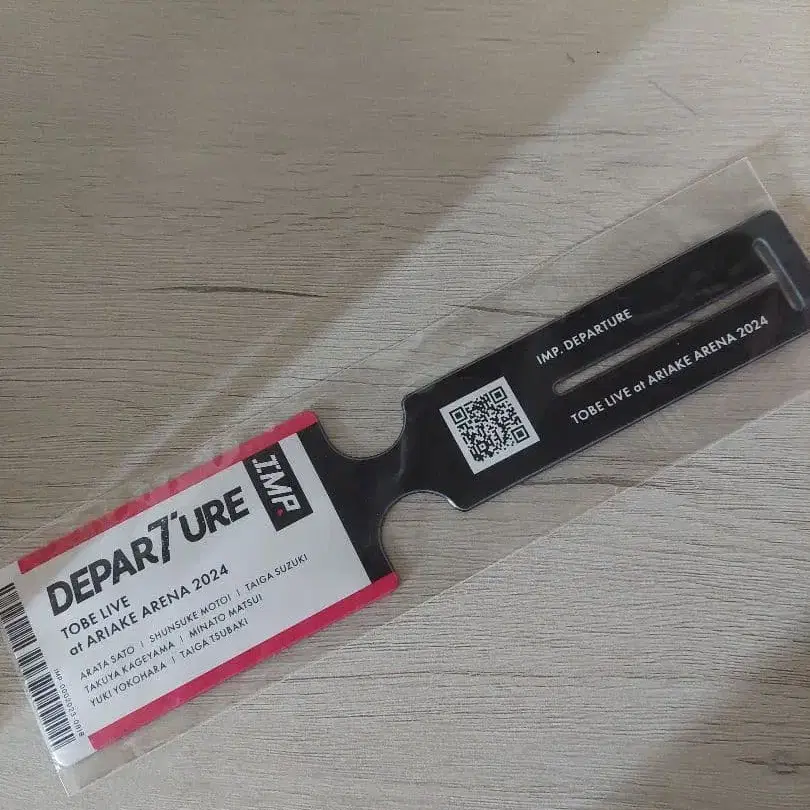 IMP.
DEPAR7URE
TOBE LIVE
at ARIAKE ARENA 2024
ARATA SATO | SHUNSUKE MOTOI | TAIGA SUZUKI
TAKUYA KAGEYAMA | MINATO MATSUI
YUKI YOKOHARA | TAIGA TSUBAKI
IMP. DEPARTURE
TOBE LIVE at ARIAKE ARENA 2024